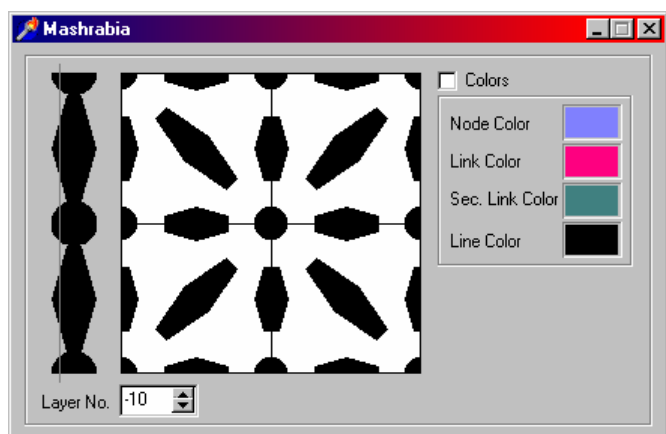 Mashrabia
Colors
Node Color
Link Color
Sec. Link Color
Line Color
Layer No. -10